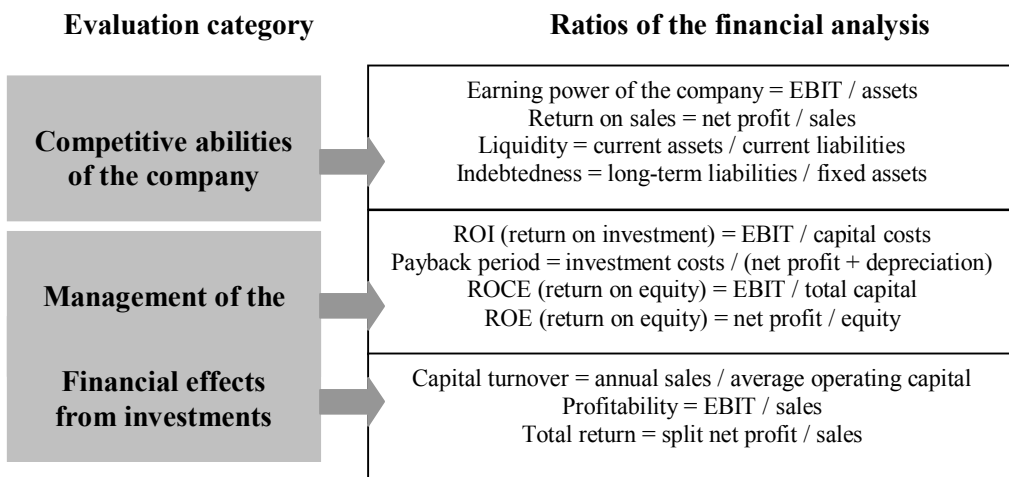 Evaluation category
Ratios of the financial analysis
Competitive abilities
of the company
Earning power of the company = EBIT / assets
Return on sales = net profit / sales
Liquidity = current assets / current liabilities
Indebtedness = long-term liabilities / fixed assets
Management of the
ROI (return on investment) = EBIT / capital costs
Payback period = investment costs / (net profit + depreciation)
ROCE (return on equity) = EBIT / total capital
ROE (return on equity) = net profit / equity
Financial effects
from investments
Capital turnover = annual sales / average operating capital
Profitability = EBIT / sales
Total return = split net profit / sales